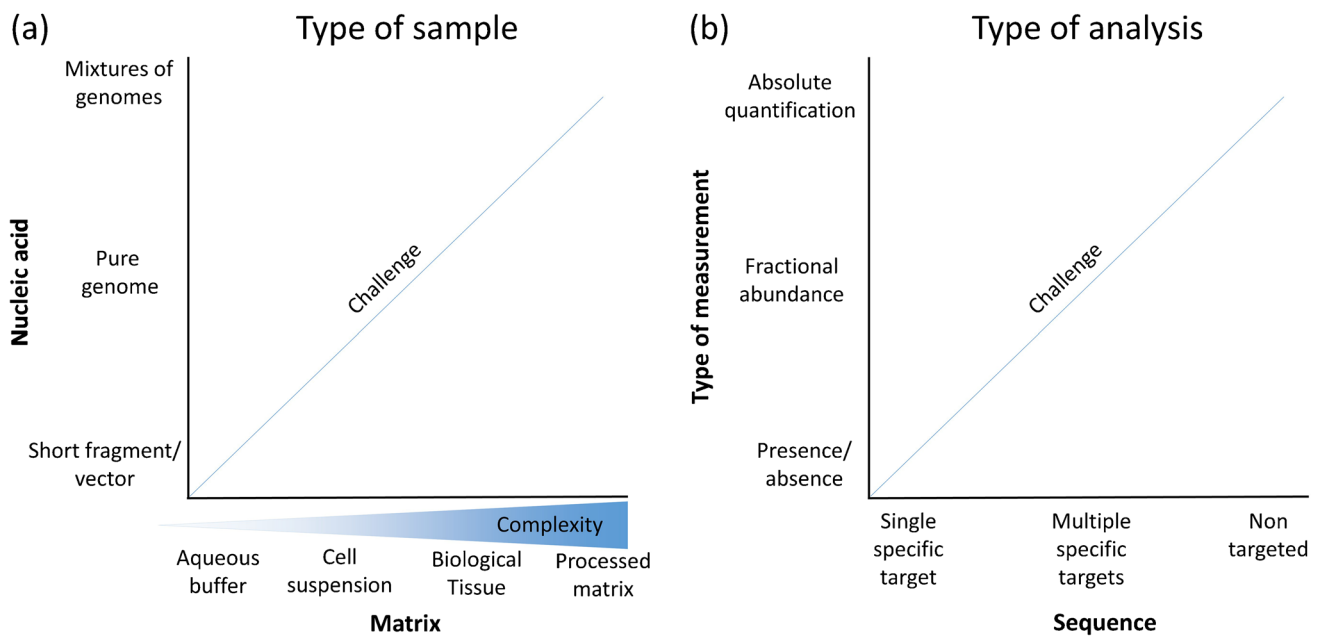 (a)
Type of sample
Nucleic acid
Mixtures of
genomes
Pure
genome
Short fragment/
vector
Challenge
Complexity
Aqueous
buffer
Cell
suspension
Biological
Tissue
Processed
matrix
Matrix
(b)
Type of analysis
Type of measurement
Absolute
quantification
Fractional
abundance
Presence/
absence
Challenge
Single
specific
target
Multiple
specific
targets
Non
targeted
Sequence